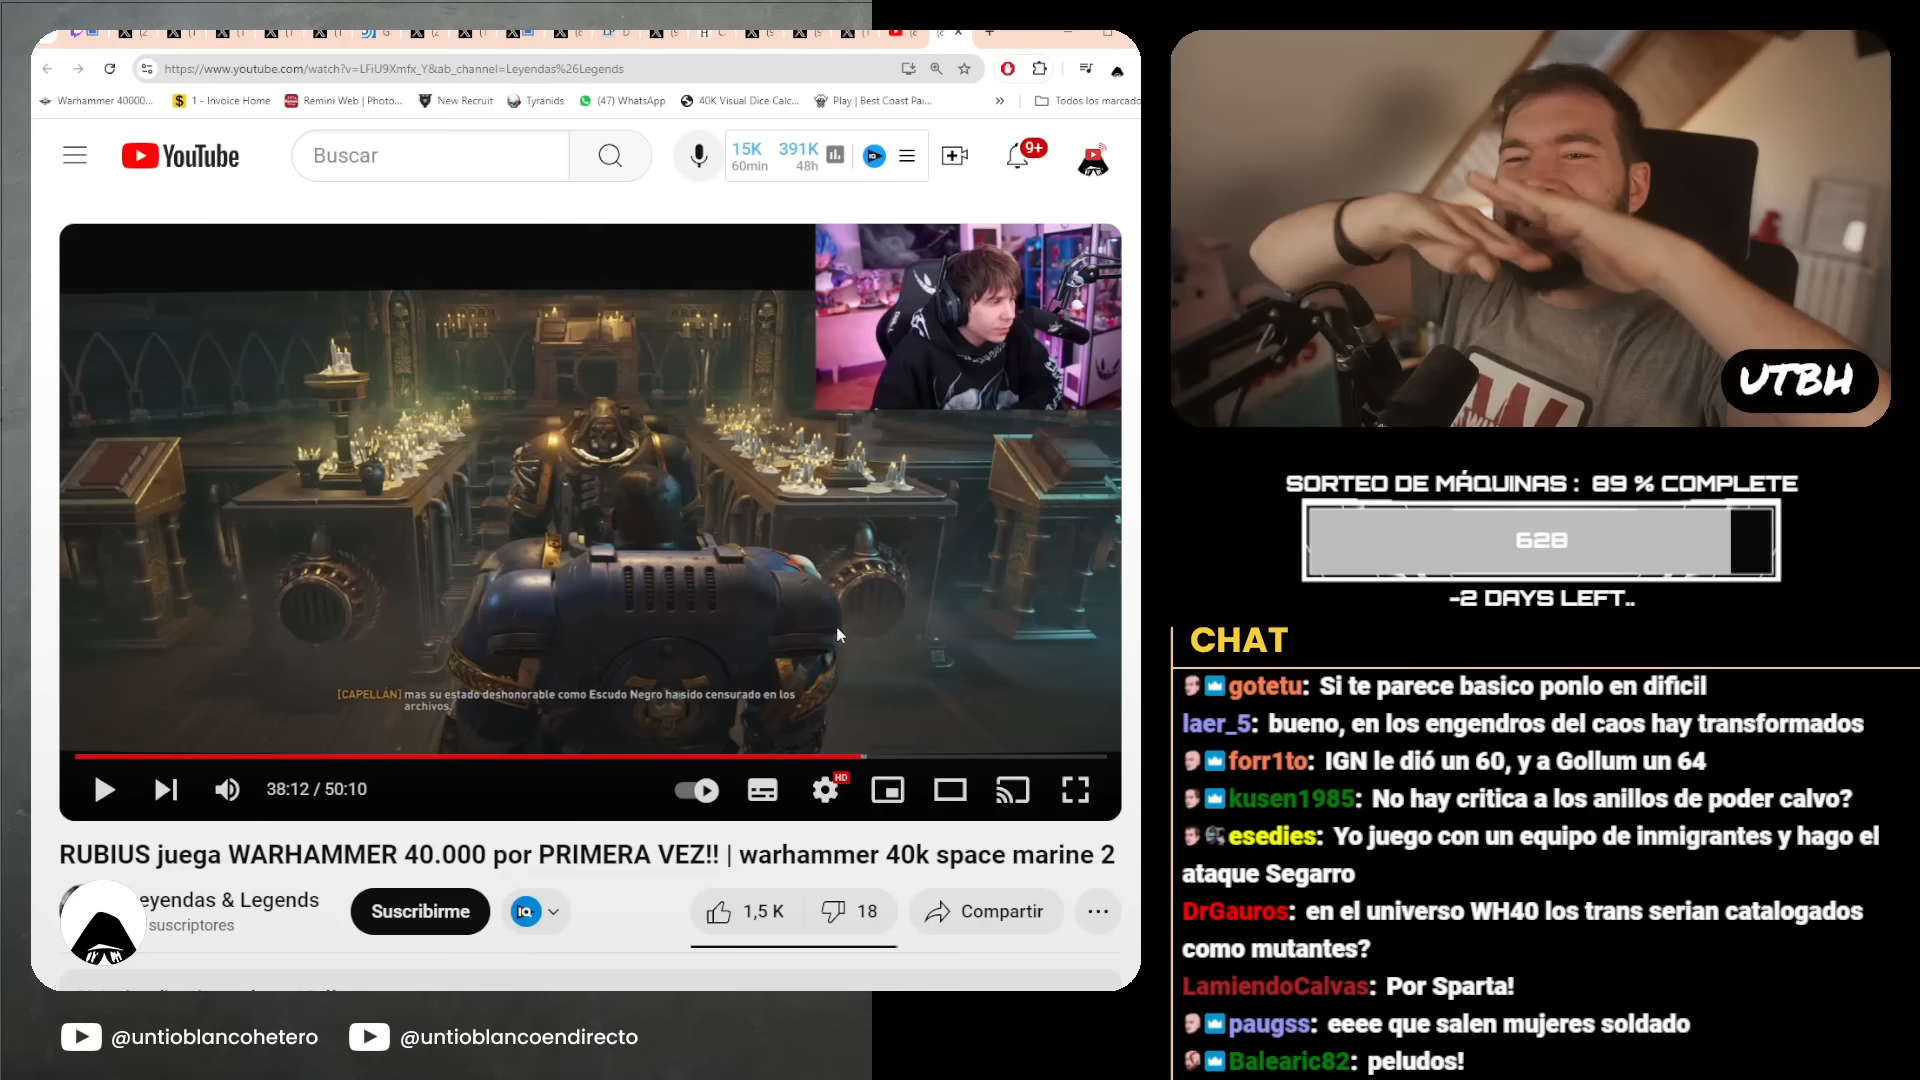 https://www.youtube.com/watch?v=LFiU9Xmfx_Y&ab_channel=Leyendas%26Legends
Warhammer 40000...
1 - Invoice Home
Remini Web | Photo...
New Recruit
Tyranids
(47) WhatsApp
40K Visual Dice Calc...
Play | Best Coast Pai...
»
Todos los marcado
YouTube
Buscar
15K
60min
391K
48h
9+
[CAPELLÁN] mas su estado deshonorable como Escudo Negro ha sido censurado en los
archivos.
38:12 / 50:10
HD
RUBIUS juega WARHAMMER 40.000 por PRIMERA VEZ!! | warhammer 40k space marine 2
eyendas & Legends
suscriptores
Suscribirme
IQ
1,5 K
18
Compartir
@untioblancohetero
@untioblancoendirecto
UTBH
SORTEO DE MÁQUINAS : 89 % COMPLETE
628
-2 DAYS LEFT..
CHAT
gotetu: Si te parece basico ponlo en dificil
laer_5: bueno, en los engendros del caos hay transformados
forr1to: IGN le dió un 60, y a Gollum un 64
kusen1985: No hay critica a los anillos de poder calvo?
esedies: Yo juego con un equipo de inmigrantes y hago el
ataque Segarro
DrGauros: en el universo WH40 los trans serian catalogados
como mutantes?
LamiendoCalvas: Por Sparta!
paugss: eeee que salen mujeres soldado
Balearic82: peludos!